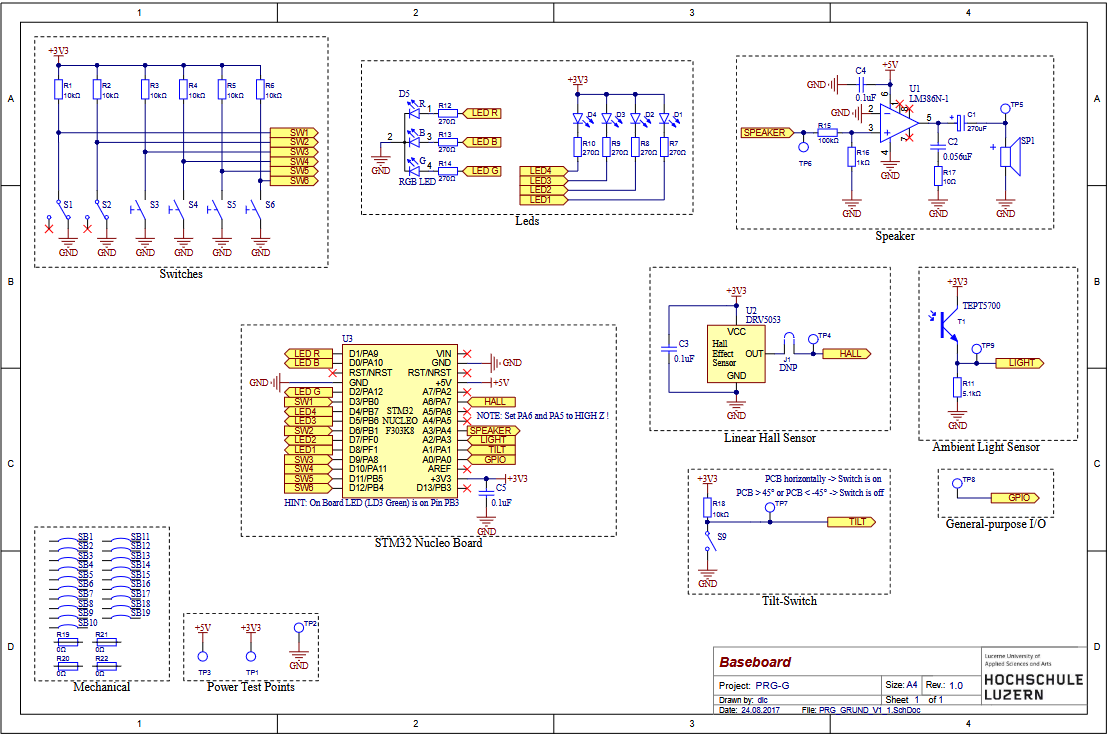 1 2 3 4
A A
B B
C C
D D
+3V3
R1 10kΩ
R2 10kΩ
R3 10kΩ
R4 10kΩ
R5 10kΩ
R6 10kΩ
SW1
SW2
SW3
SW4
SW5
SW6
S1 S2 S3 S4 S5 S6
GND GND GND GND GND GND
Switches
D5
R 1 R12 270Ω LED R
2 B 3 R13 270Ω LED B
G 4 R14 270Ω LED G
GND
RGB LED
+3V3
D4 D3 D2 D1
R10 270Ω
R9 270Ω
R8 270Ω
R7 270Ω
LED4
LED3
LED2
LED1
Leds
+5V
C4
GND
0.1uF
U1
LM386N-1
GND
6 1 8
2
3
5
7
4
SPEAKER
R15
100kΩ
TP6
R16
1kΩ
GND
GND
C1
270uF
C2
0.056uF
R17
10Ω
GND
TP5
SP1
GND
Speaker
U3
LED R D1/PA9 VIN
LED B D0/PA10 GND GND
RST/NRST RST/NRST
GND GND +5V +5V
LED G D2/PA12 A7/PA2
SW1 D3/PB0 A6/PA7 HALL
LED4 D4/PB7 STM32 A5/PA6
LED3 D5/PB6 NUCLEO A4/PA5
SW2 D6/PB1 F303K8 A3/PA4 SPEAKER
LED2 D7/PF0 A2/PA3 LIGHT
LED1 D8/PF1 A1/PA1 TILT
SW3 D9/PA8 A0/PA0 GPIO
SW4 D10/PA11 AREF
SW5 D11/PB5 +3V3 +3V3
SW6 D12/PB4 D13/PB3
NOTE: Set PA6 and PA5 to HIGH Z !
C5
0.1uF
GND
HINT: On Board LED (LD3 Green) is on Pin PB3
STM32 Nucleo Board
+3V3
U2
DRV5053
VCC
Hall
Effect
Sensor
OUT
GND
C3
0.1uF
J1
DNP
TP4
HALL
GND
Linear Hall Sensor
+3V3
TEPT5700
T1
TP9
LIGHT
R11
5.1kΩ
GND
Ambient Light Sensor
+3V3
PCB horizontally -> Switch is on
PCB > 45° or PCB < -45° -> Switch is off
R18
10kΩ
TP7
TILT
S9
GND
Tilt-Switch
TP8
GPIO
General-purpose I/O
SB1 SB11
SB2 SB12
SB3 SB13
SB4 SB14
SB5 SB15
SB6 SB16
SB7 SB17
SB8 SB18
SB9 SB19
SB10
R19 R21
0Ω 0Ω
R20 R22
0Ω 0Ω
Mechanical
+5V +3V3 TP2
GND
TP3 TP1
Power Test Points
Baseboard
Project: PRG-G
Size: A4 Rev.: 1.0
Drawn by: dlc
Sheet 1 of 1
Date: 24.08.2017 File: PRG_GRUND_V1_1.SchDoc
Lucerne University of
Applied Sciences and Arts
HOCHSCHULE
LUZERN
1 2 3 4